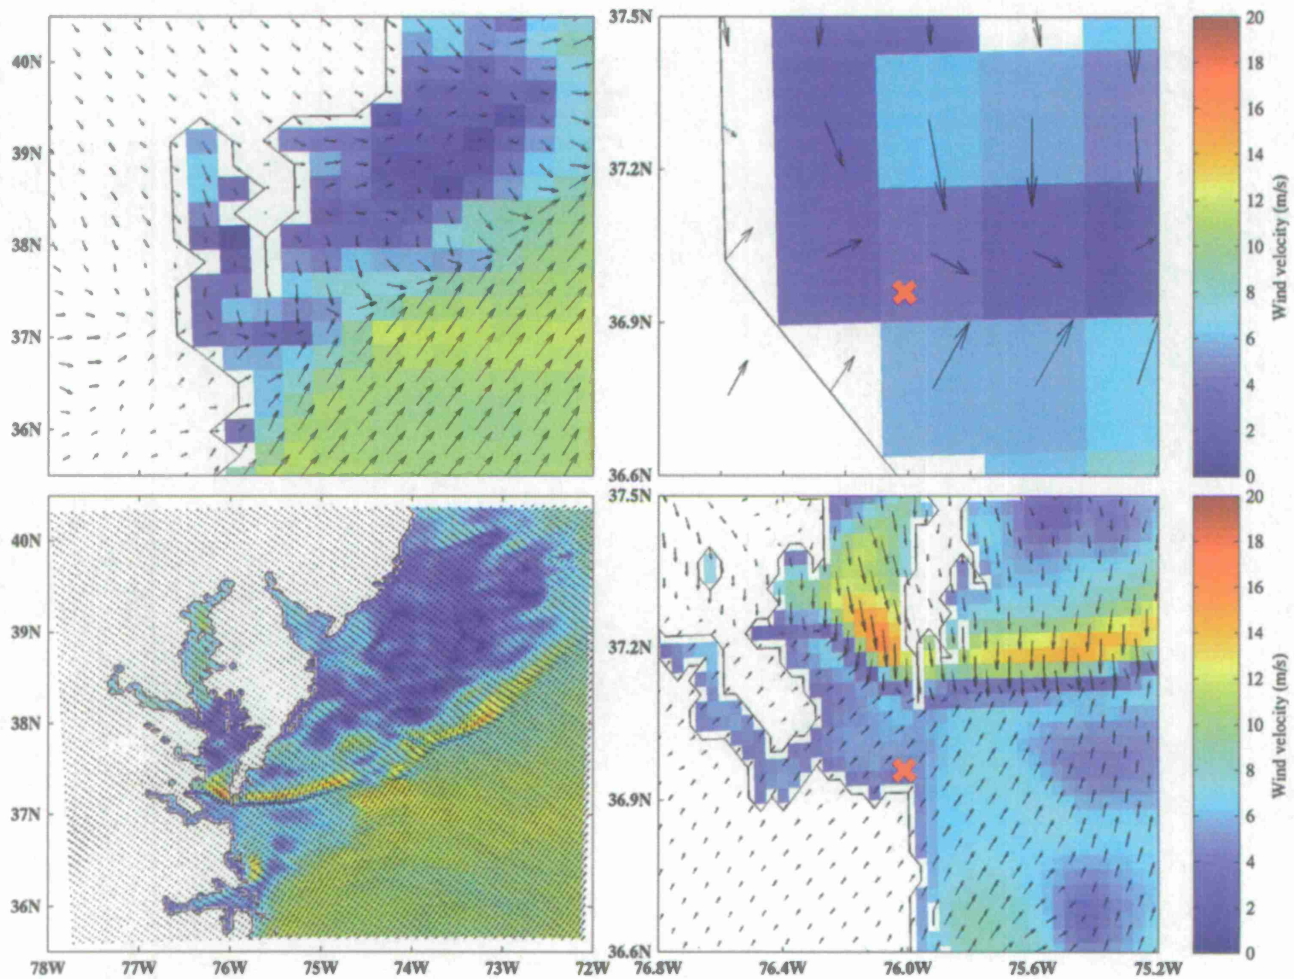 40N
39N
38N
37N
36N
37.5N
37.2N
36.9N
36.6N
20
18
16
14
12
10
8
6
4
2
0
Wind velocity (m/s)
40N
39N
38N
37N
36N
78W
77W
76W
75W
74W
73W
72W
37.5N
37.2N
36.9N
36.6N
76.8W
76.4W
76.0W
75.6W
75.2W
20
18
16
14
12
10
8
6
4
2
0
Wind velocity (m/s)